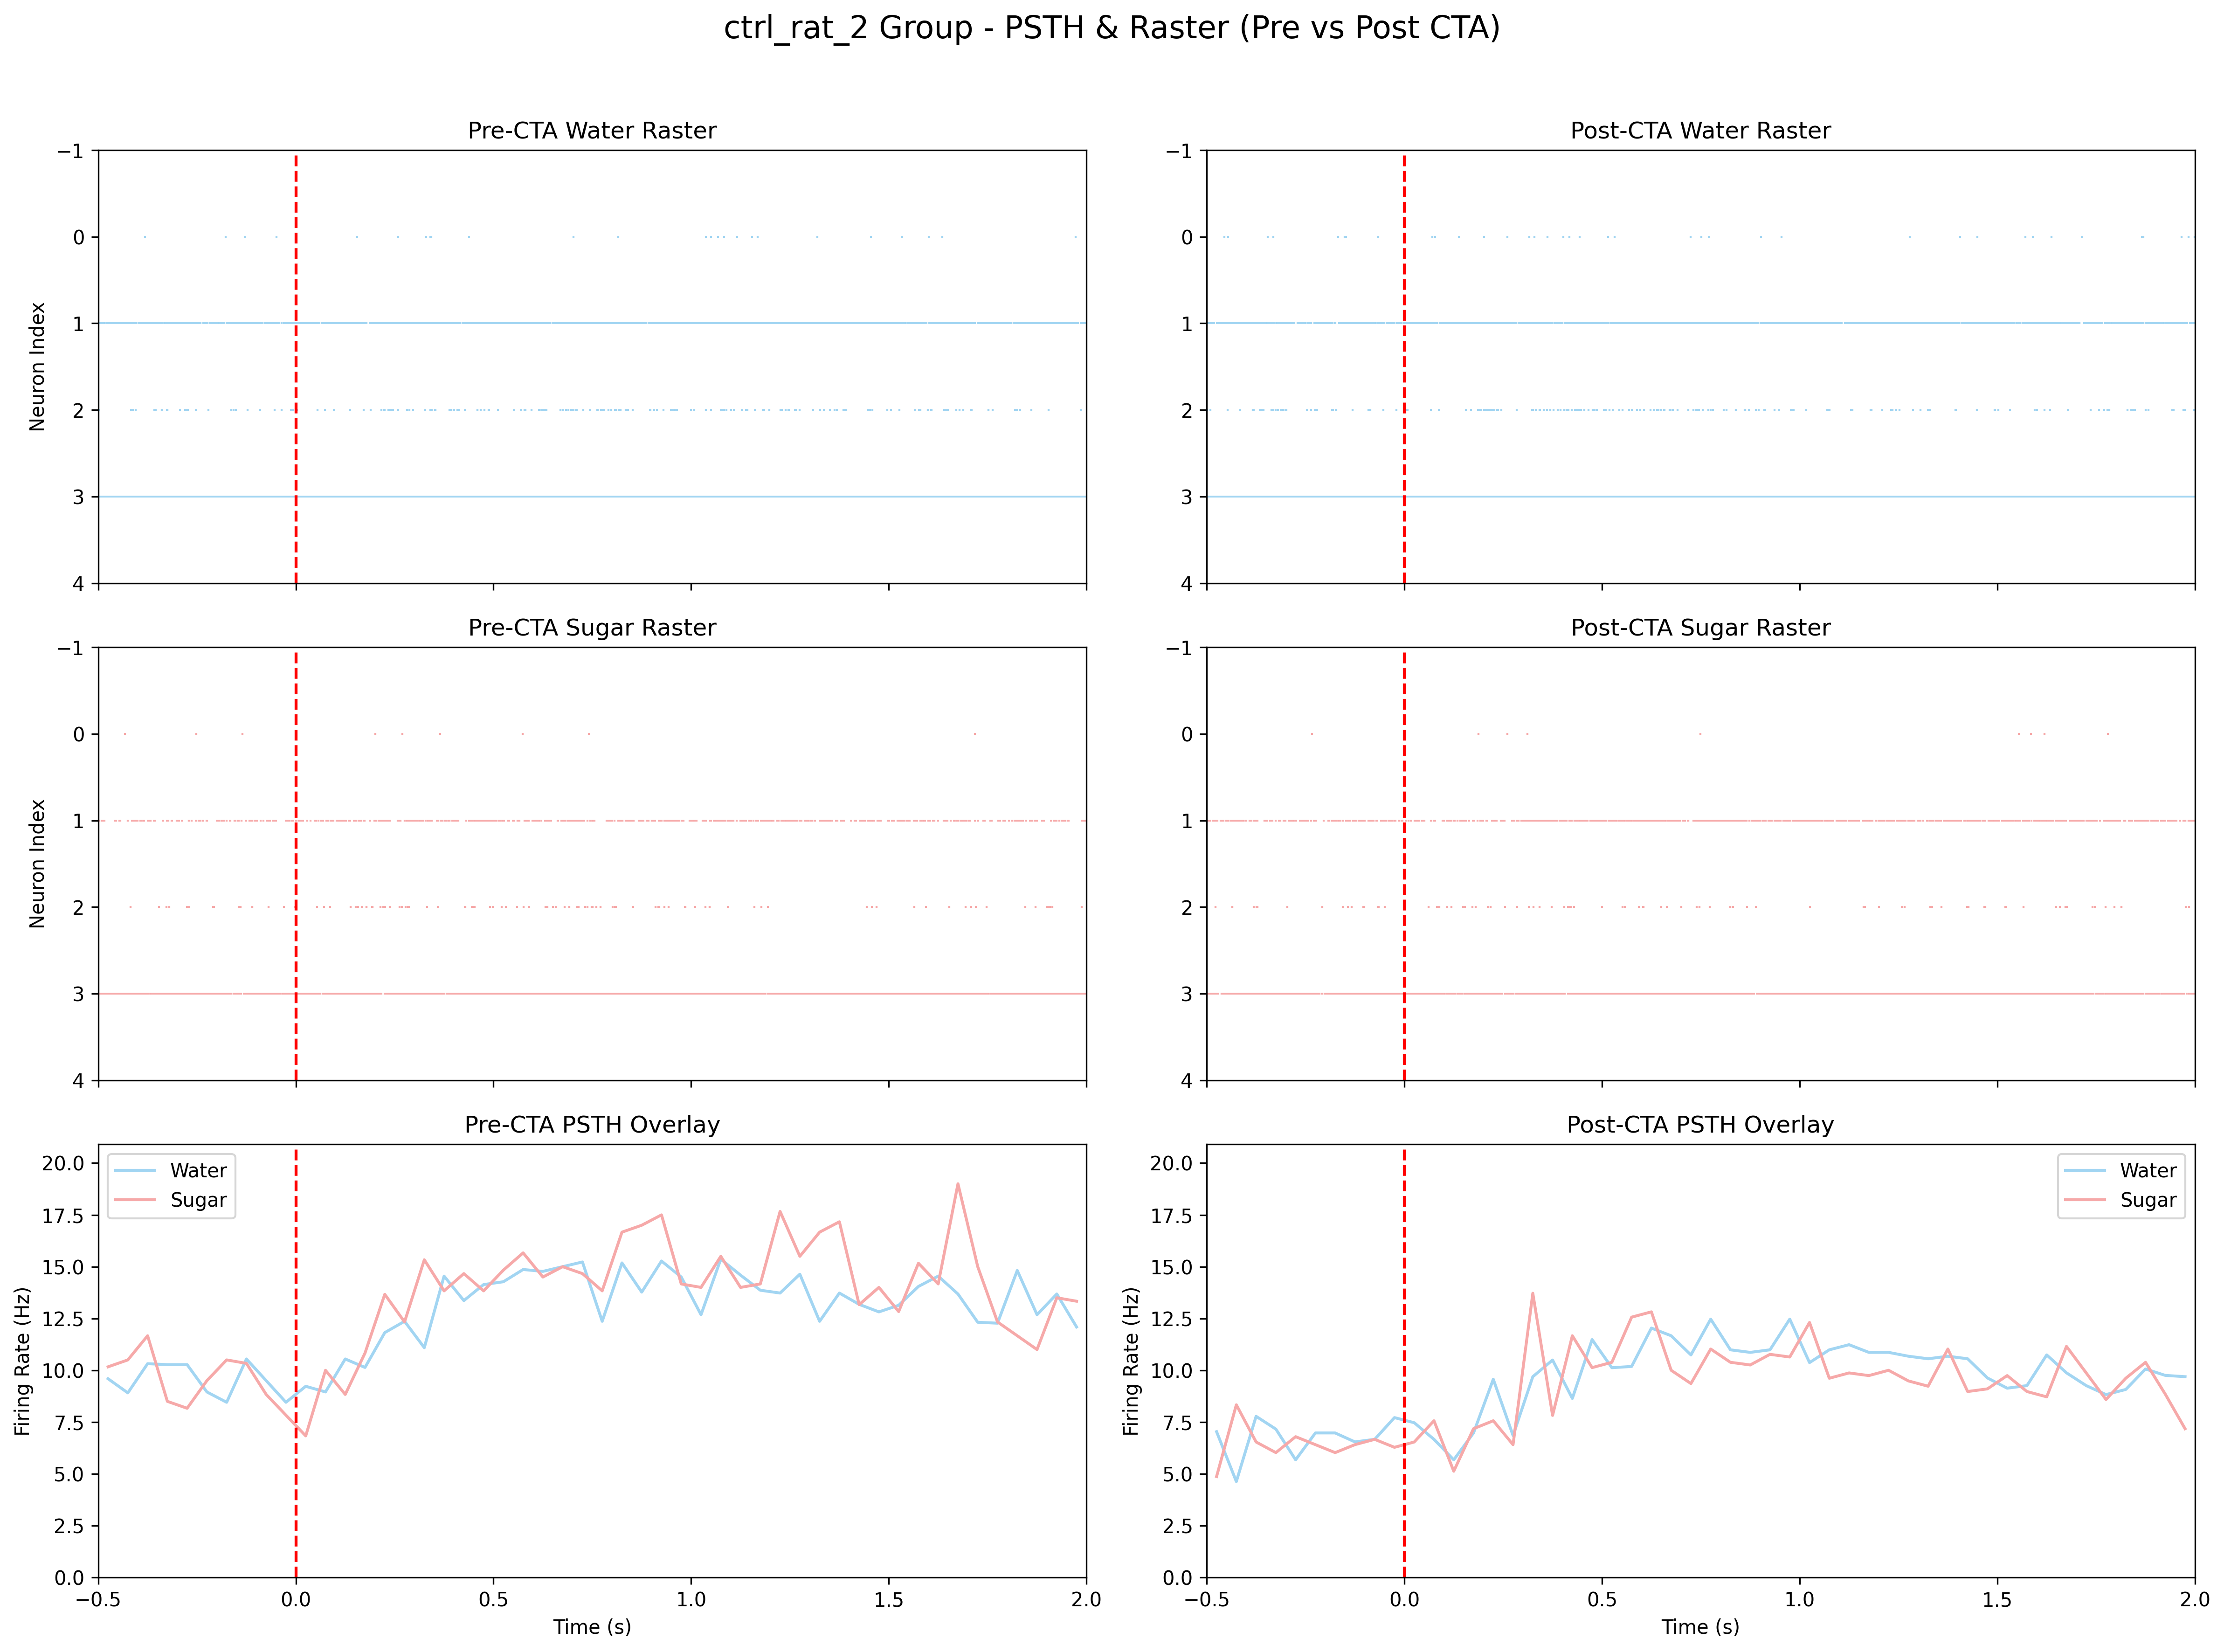 ctrl_rat_2 Group - PSTH & Raster (Pre vs Post CTA)
Pre-CTA Water Raster
Neuron Index
−1
0
1
2
3
4
Post-CTA Water Raster
−1
0
1
2
3
4
Pre-CTA Sugar Raster
Neuron Index
−1
0
1
2
3
4
Post-CTA Sugar Raster
−1
0
1
2
3
4
Pre-CTA PSTH Overlay
Firing Rate (Hz)
20.0
17.5
15.0
12.5
10.0
7.5
5.0
2.5
0.0
Water
Sugar
−0.5 0.0 0.5 1.0 1.5 2.0
Time (s)
Post-CTA PSTH Overlay
Firing Rate (Hz)
20.0
17.5
15.0
12.5
10.0
7.5
5.0
2.5
0.0
Water
Sugar
−0.5 0.0 0.5 1.0 1.5 2.0
Time (s)